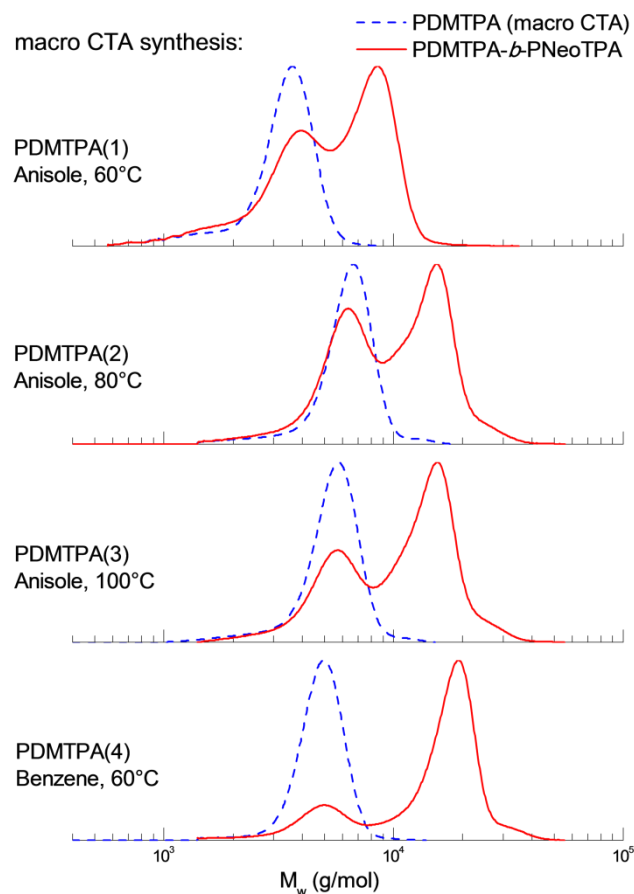 macro CTA synthesis:
PDMTPA (macro CTA)
PDMTPA-b-PNeoTPA
PDMTPA(1)
Anisole, 60°C
PDMTPA(2)
Anisole, 80°C
PDMTPA(3)
Anisole, 100°C
PDMTPA(4)
Benzene, 60°C
10³ 10⁴ 10⁵
M_w (g/mol)